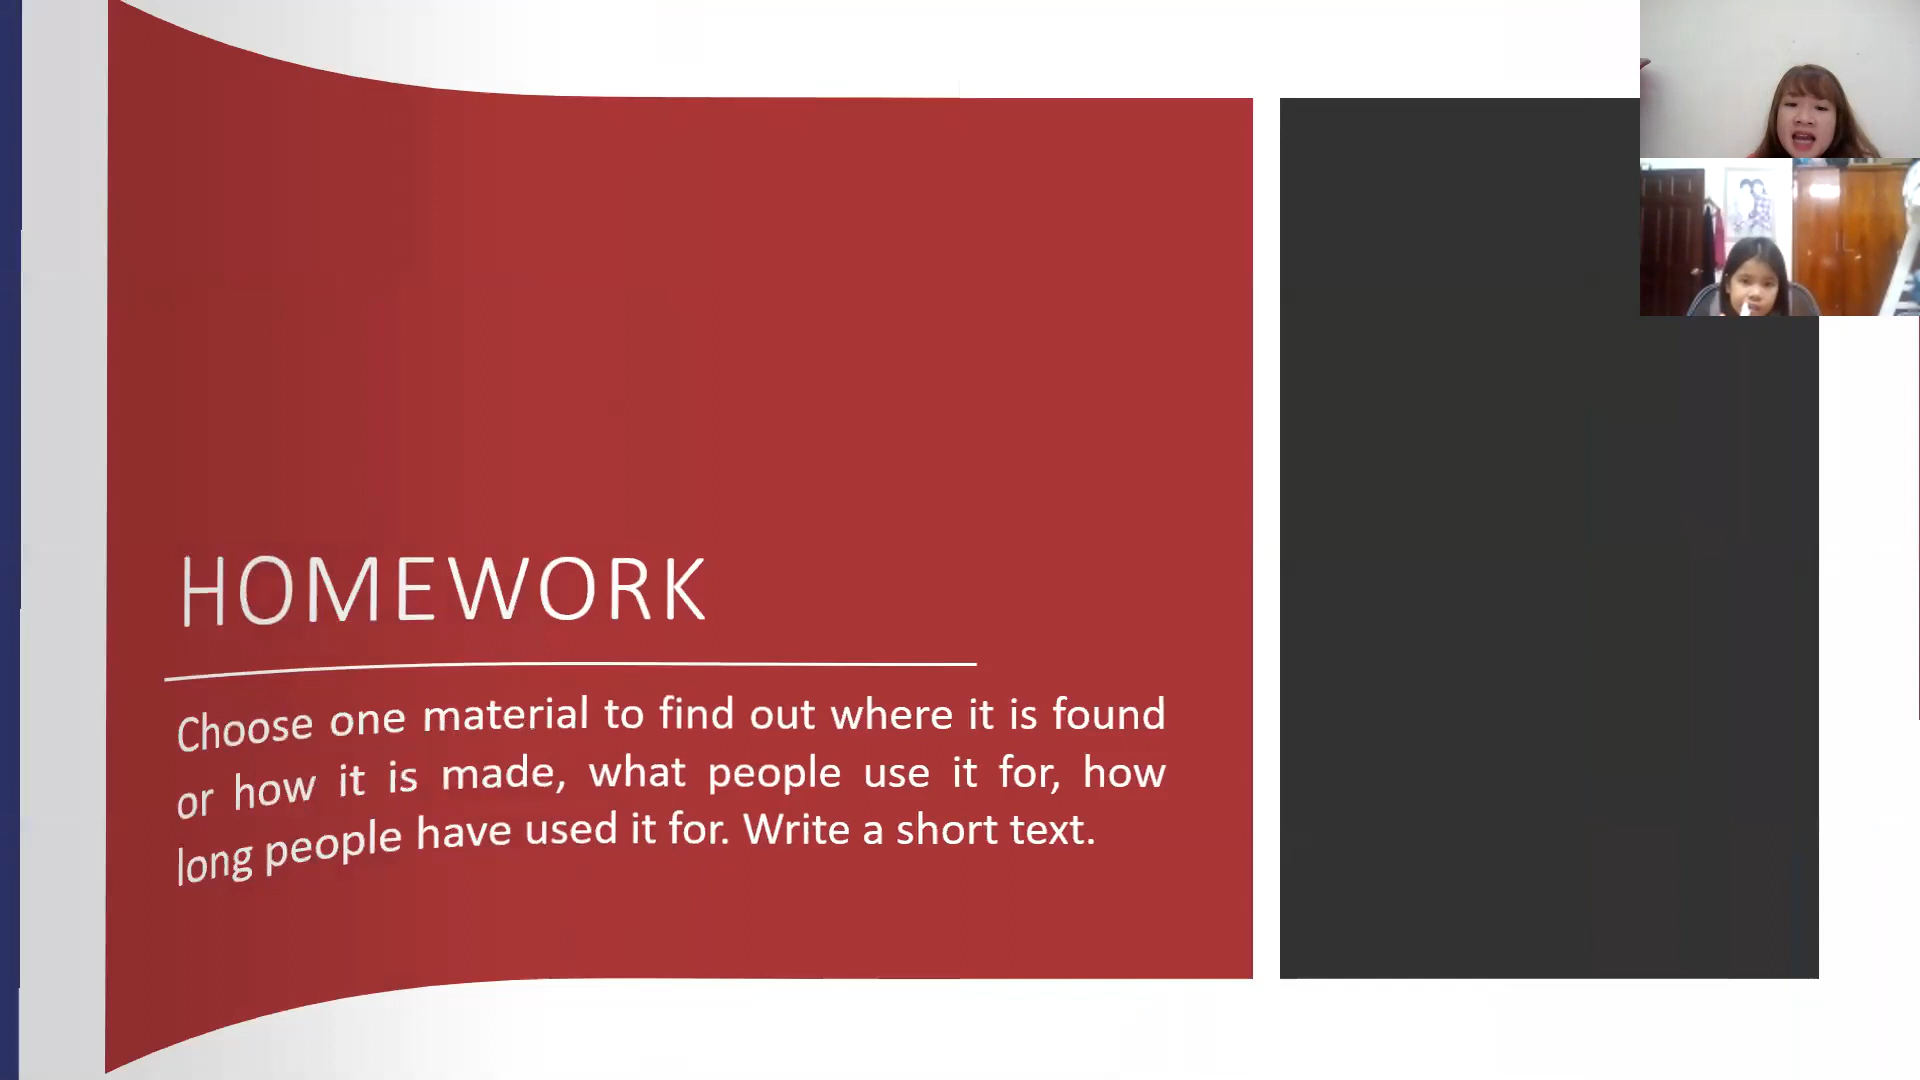 HOMEWORK
Choose one material to find out where it is found
or how it is made, what people use it for, how
long people have used it for. Write a short text.